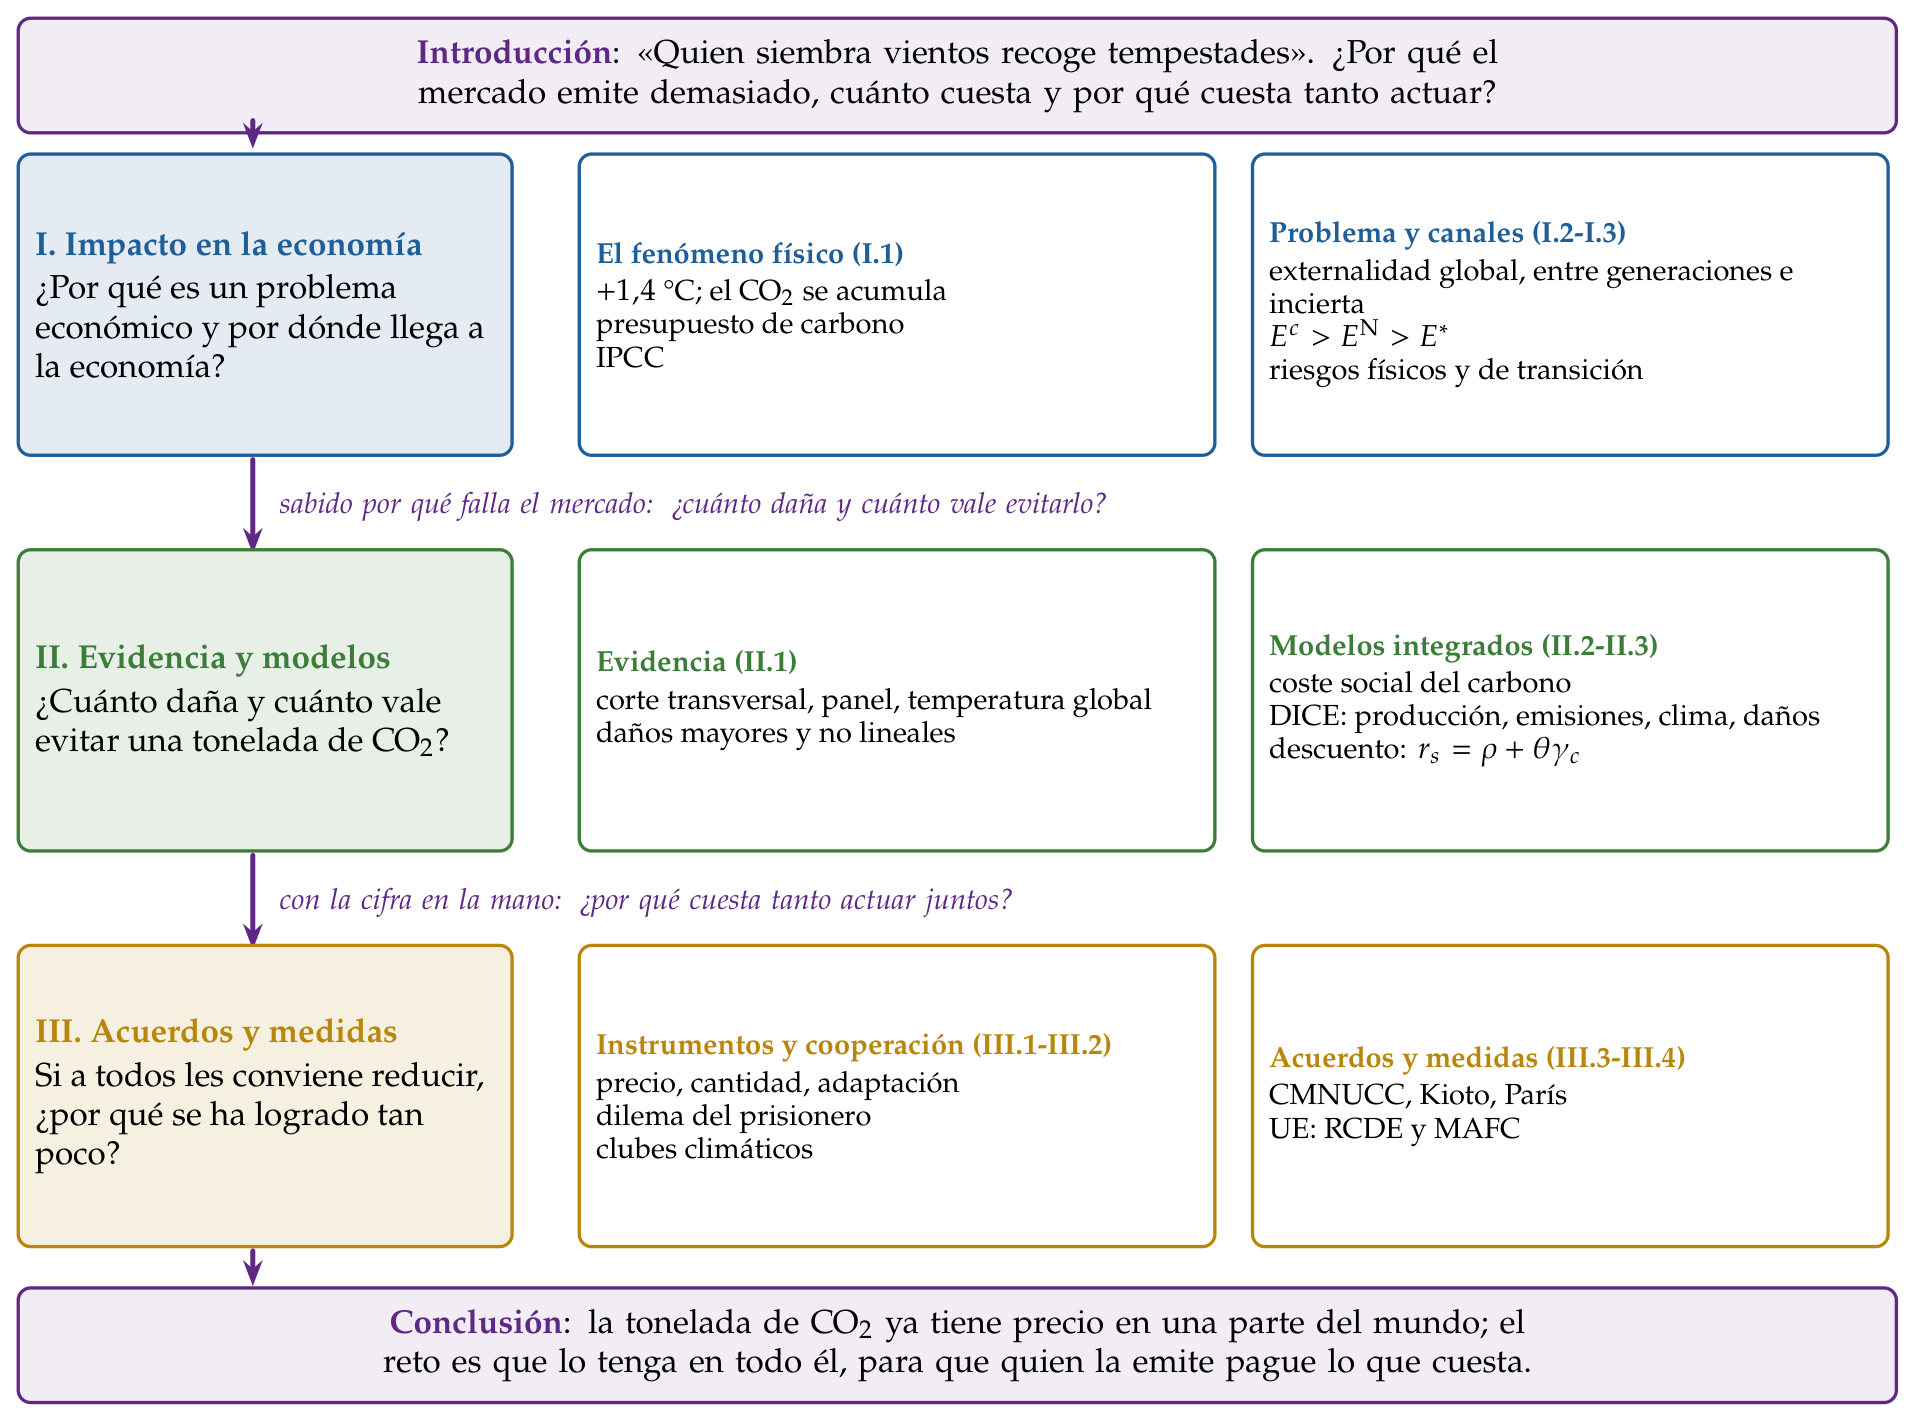 Introducción: «Quien siembra vientos recoge tempestades». ¿Por qué el
mercado emite demasiado, cuánto cuesta y por qué cuesta tanto actuar?
I. Impacto en la economía
¿Por qué es un problema
económico y por dónde llega a
la economía?
El fenómeno físico (I.1)
+1,4 °C; el CO₂ se acumula
presupuesto de carbono
IPCC
Problema y canales (I.2-I.3)
externalidad global, entre generaciones e
incierta
E^c > E^N > E*
riesgos físicos y de transición
sabido por qué falla el mercado: ¿cuánto daña y cuánto vale evitarlo?
II. Evidencia y modelos
¿Cuánto daña y cuánto vale
evitar una tonelada de CO₂?
Evidencia (II.1)
corte transversal, panel, temperatura global
daños mayores y no lineales
Modelos integrados (II.2-II.3)
coste social del carbono
DICE: producción, emisiones, clima, daños
descuento: r_s = ρ + θγ_c
con la cifra en la mano: ¿por qué cuesta tanto actuar juntos?
III. Acuerdos y medidas
Si a todos les conviene reducir,
¿por qué se ha logrado tan
poco?
Instrumentos y cooperación (III.1-III.2)
precio, cantidad, adaptación
dilema del prisionero
clubes climáticos
Acuerdos y medidas (III.3-III.4)
CMNUCC, Kioto, París
UE: RCDE y MAFC
Conclusión: la tonelada de CO₂ ya tiene precio en una parte del mundo; el
reto es que lo tenga en todo él, para que quien la emite pague lo que cuesta.